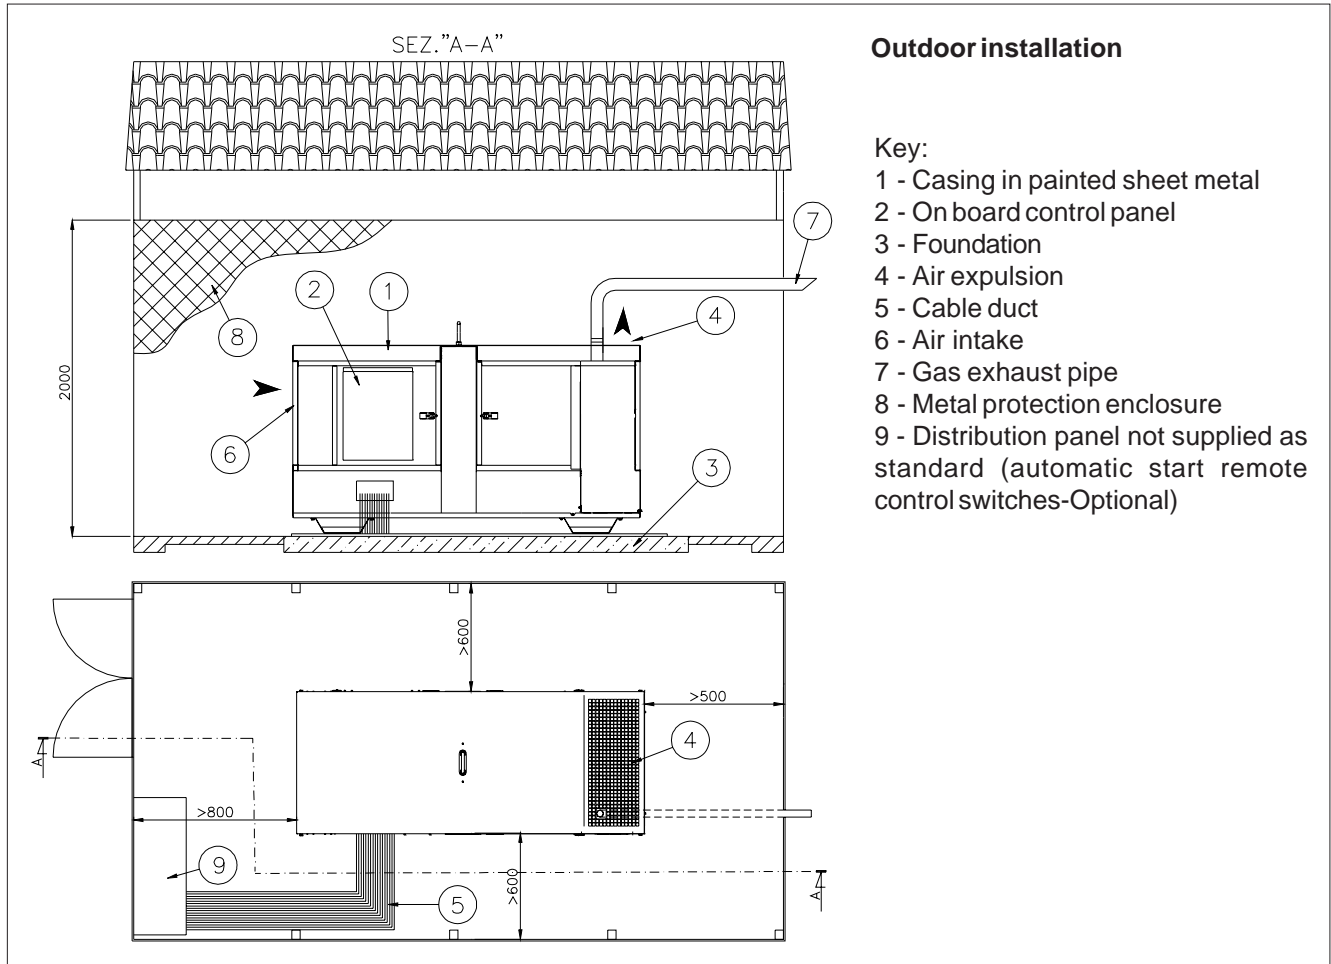 SEZ."A-A"
Outdoor installation
Key:
1 - Casing in painted sheet metal
2 - On board control panel
3 - Foundation
4 - Air expulsion
5 - Cable duct
6 - Air intake
7 - Gas exhaust pipe
8 - Metal protection enclosure
9 - Distribution panel not supplied as
standard (automatic start remote
control switches-Optional)
7
2
1
4
8
2000
6
3
>600
>500
4
A
>800
9
>600
5
A